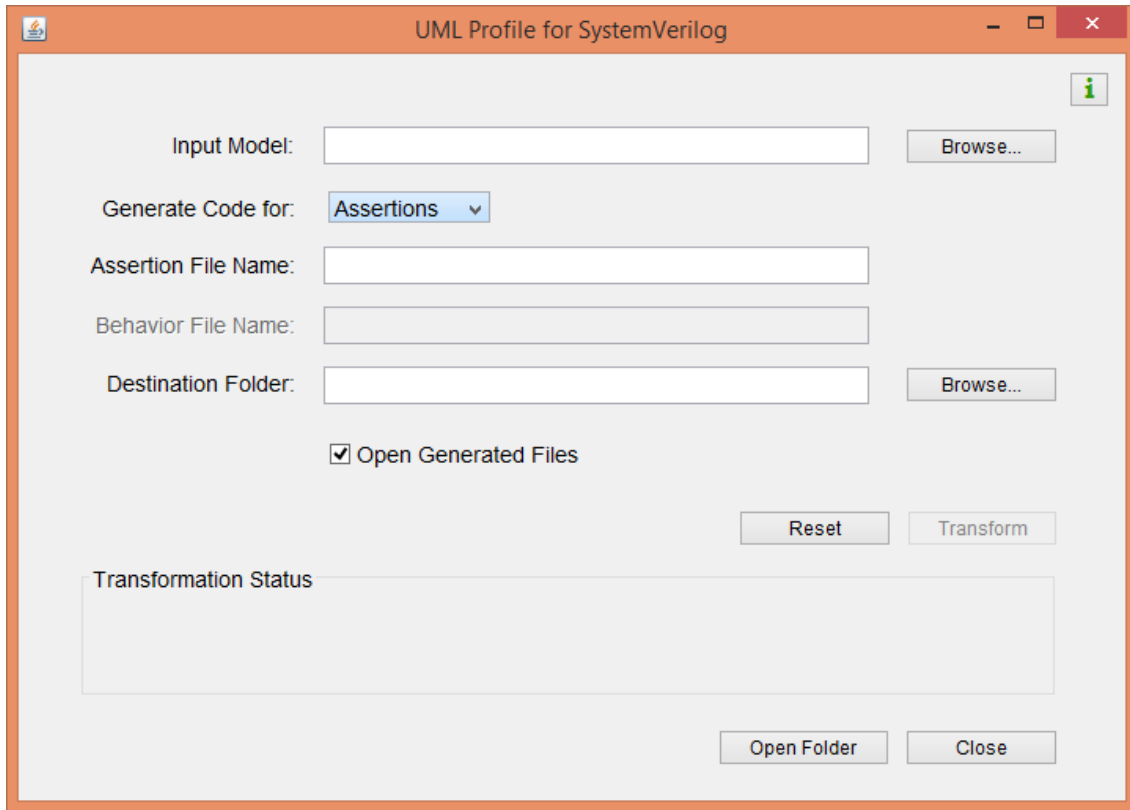 UML Profile for SystemVerilog
i
Input Model:
Browse...
Generate Code for:
Assertions
Assertion File Name:
Behavior File Name:
Destination Folder:
Browse...
Open Generated Files
Reset
Transform
Transformation Status
Open Folder
Close